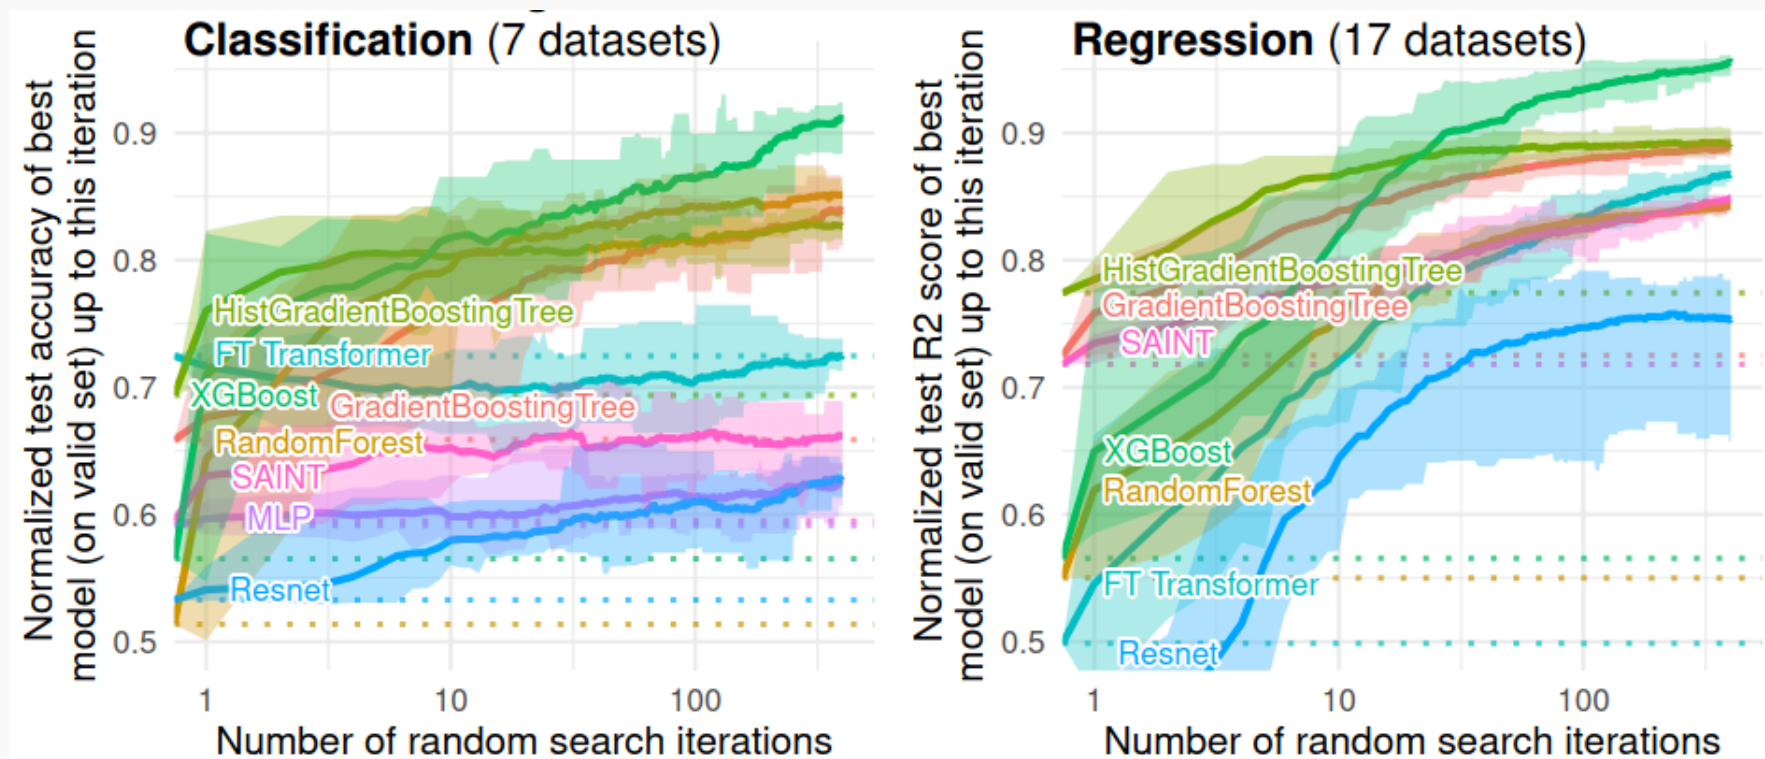 Classification (7 datasets)
Normalized test accuracy of best
model (on valid set) up to this iteration
0.9
0.8
0.7
0.6
0.5
HistGradientBoostingTree
FT Transformer
XGBoost
GradientBoostingTree
RandomForest
SAINT
MLP
Resnet
1
10
100
Number of random search iterations
Regression (17 datasets)
Normalized test R2 score of best
model (on valid set) up to this iteration
0.9
0.8
0.7
0.6
0.5
HistGradientBoostingTree
GradientBoostingTree
SAINT
XGBoost
RandomForest
FT Transformer
Resnet
1
10
100
Number of random search iterations